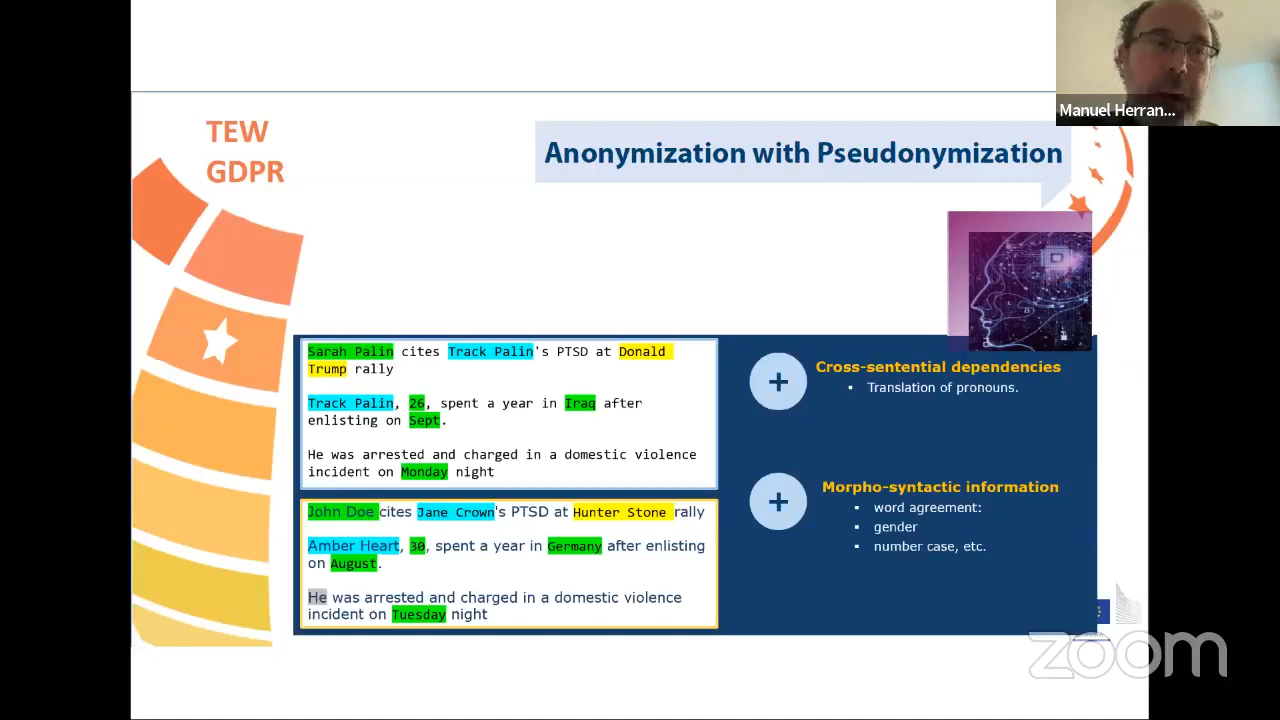 Manuel Herran...
TEW
GDPR
Anonymization with Pseudonymization
Sarah Palin cites Track Palin's PTSD at Donald
Trump rally
Track Palin, 26, spent a year in Iraq after
enlisting on Sept.
He was arrested and charged in a domestic violence
incident on Monday night
John Doe cites Jane Crown's PTSD at Hunter Stone rally
Amber Heart, 30, spent a year in Germany after enlisting
on August.
He was arrested and charged in a domestic violence
incident on Tuesday night
+
Cross-sentential dependencies
▪ Translation of pronouns.
+
Morpho-syntactic information
▪ word agreement:
▪ gender
▪ number case, etc.
zoom